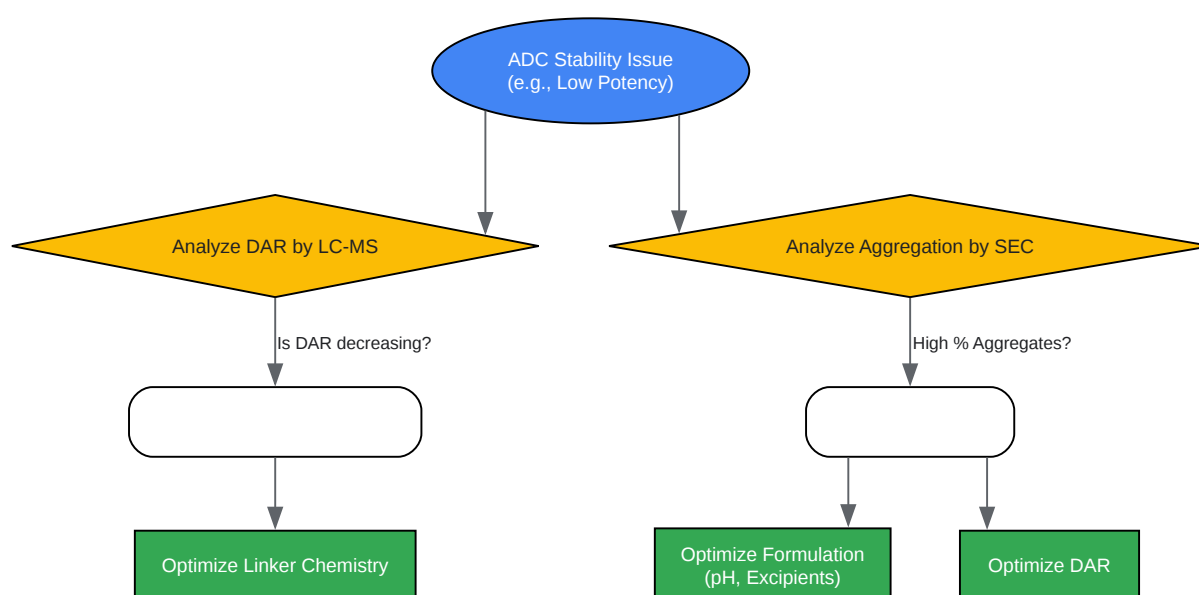 ADC Stability Issue
(e.g., Low Potency)
Analyze DAR by LC-MS
Analyze Aggregation by SEC
Is DAR decreasing?
High % Aggregates?
Optimize Linker Chemistry
Optimize Formulation
(pH, Excipients)
Optimize DAR